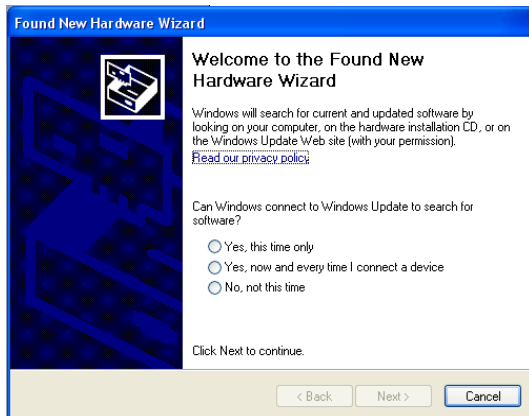 Found New Hardware Wizard
Welcome to the Found New
Hardware Wizard
Windows will search for current and updated software by
looking on your computer, on the hardware installation CD, or on
the Windows Update Web site (with your permission).
Read our privacy policy
Can Windows connect to Windows Update to search for
software?
Yes, this time only
Yes, now and every time I connect a device
No, not this time
Click Next to continue.
< Back Next > Cancel